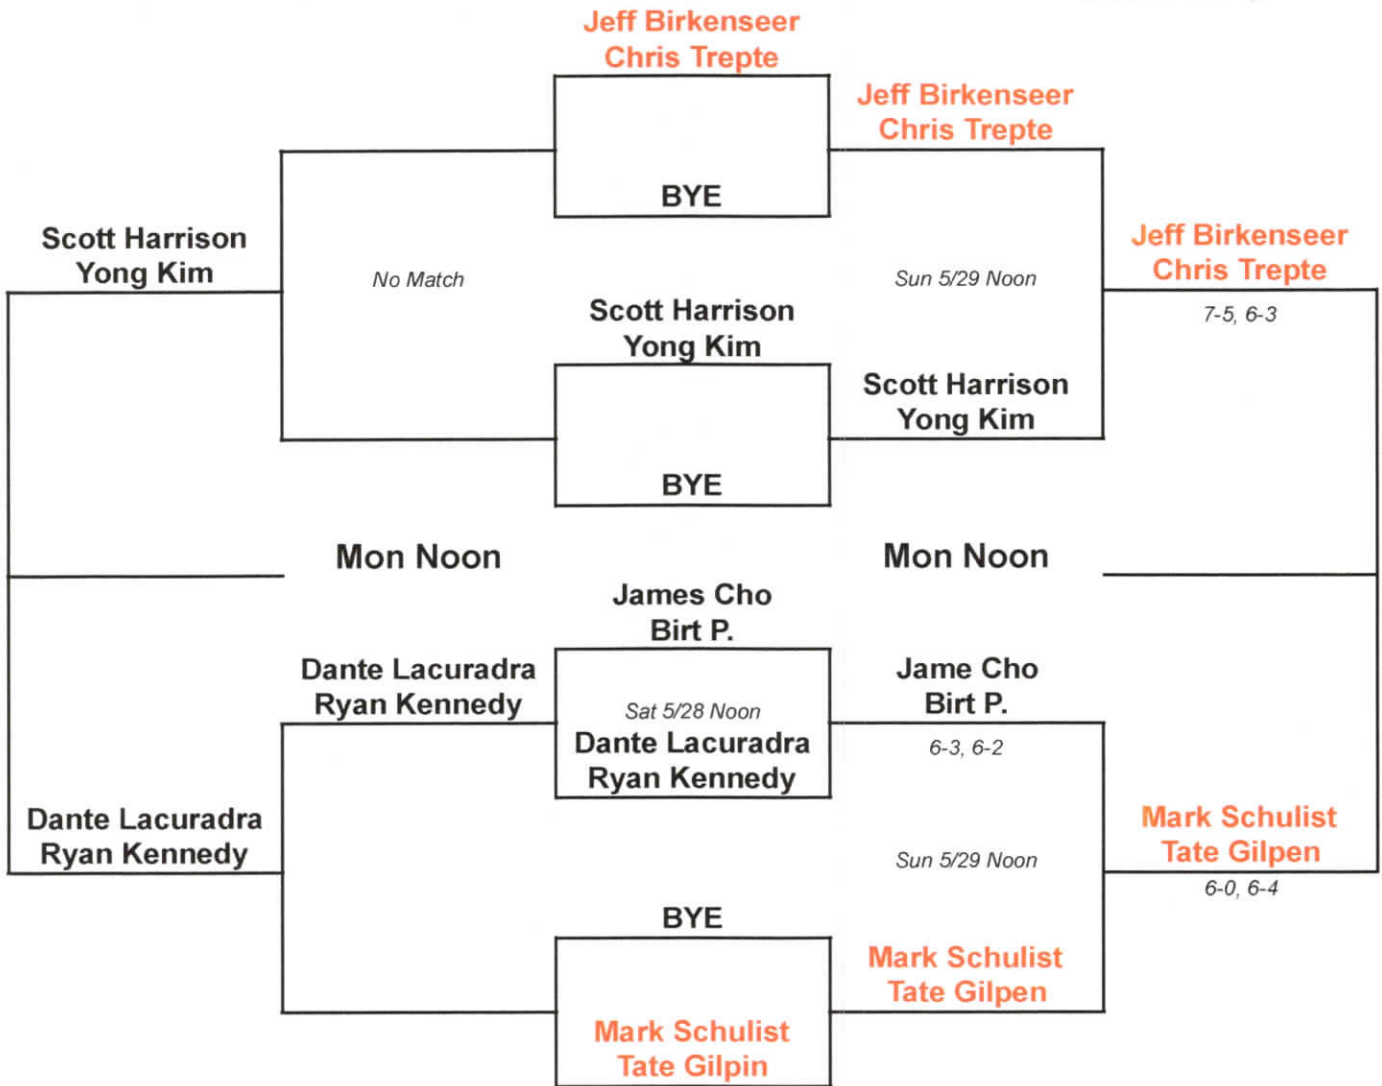 Jeff Birkenseer
Chris Trepte
Jeff Birkenseer
Chris Trepte
BYE
Scott Harrison
Yong Kim
Jeff Birkenseer
Chris Trepte
No Match
Sun 5/29 Noon
7-5, 6-3
Scott Harrison
Yong Kim
Scott Harrison
Yong Kim
BYE
Mon Noon
Mon Noon
James Cho
Birt P.
Dante Lacuradra
Ryan Kennedy
Jame Cho
Birt P.
Sat 5/28 Noon
Dante Lacuradra
Ryan Kennedy
6-3, 6-2
Dante Lacuradra
Ryan Kennedy
Mark Schulist
Tate Gilpen
Sun 5/29 Noon
6-0, 6-4
BYE
Mark Schulist
Tate Gilpen
Mark Schulist
Tate Gilpin